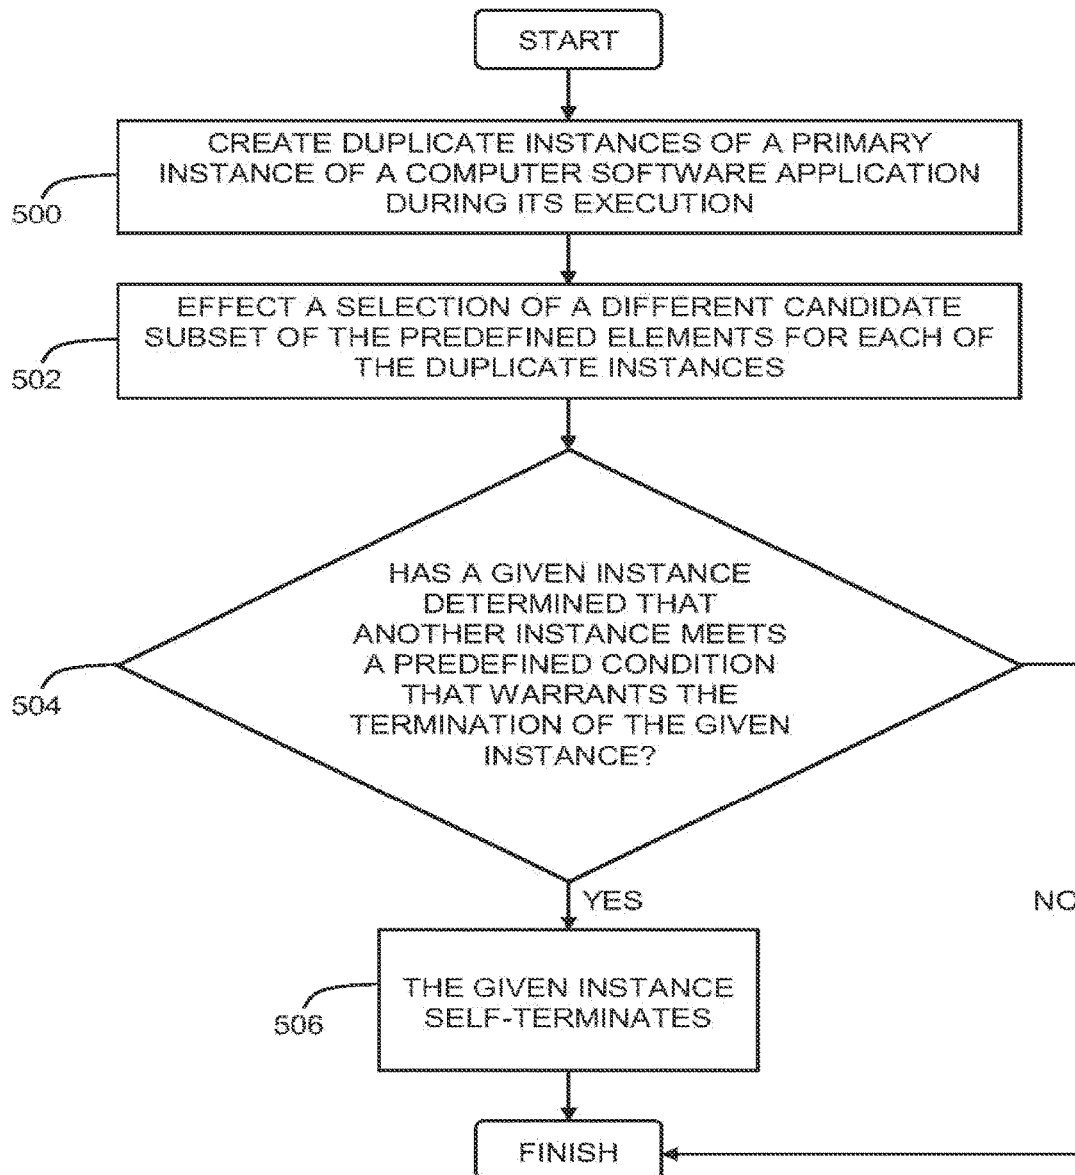 START
CREATE DUPLICATE INSTANCES OF A PRIMARY
INSTANCE OF A COMPUTER SOFTWARE APPLICATION
DURING ITS EXECUTION
500
EFFECT A SELECTION OF A DIFFERENT CANDIDATE
SUBSET OF THE PREDEFINED ELEMENTS FOR EACH OF
THE DUPLICATE INSTANCES
502
HAS A GIVEN INSTANCE
DETERMINED THAT
ANOTHER INSTANCE MEETS
A PREDEFINED CONDITION
THAT WARRANTS THE
TERMINATION OF THE GIVEN
INSTANCE?
504
YES
NO
THE GIVEN INSTANCE
SELF-TERMINATES
506
FINISH